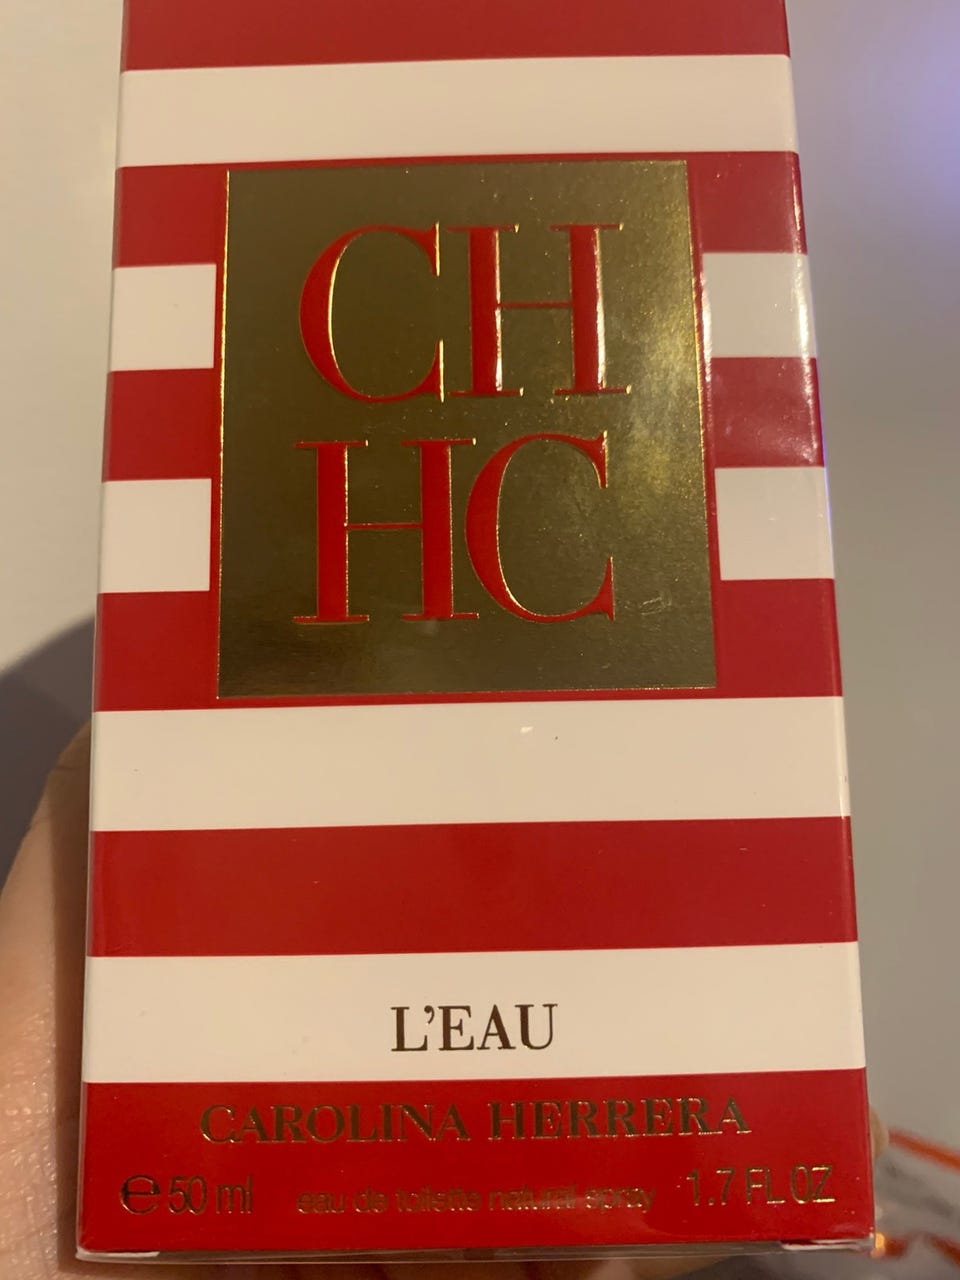 CH
HC
L'EAU
CAROLINA HERRERA
℮ 50 ml eau de toilette natural spray 1.7 FL OZ